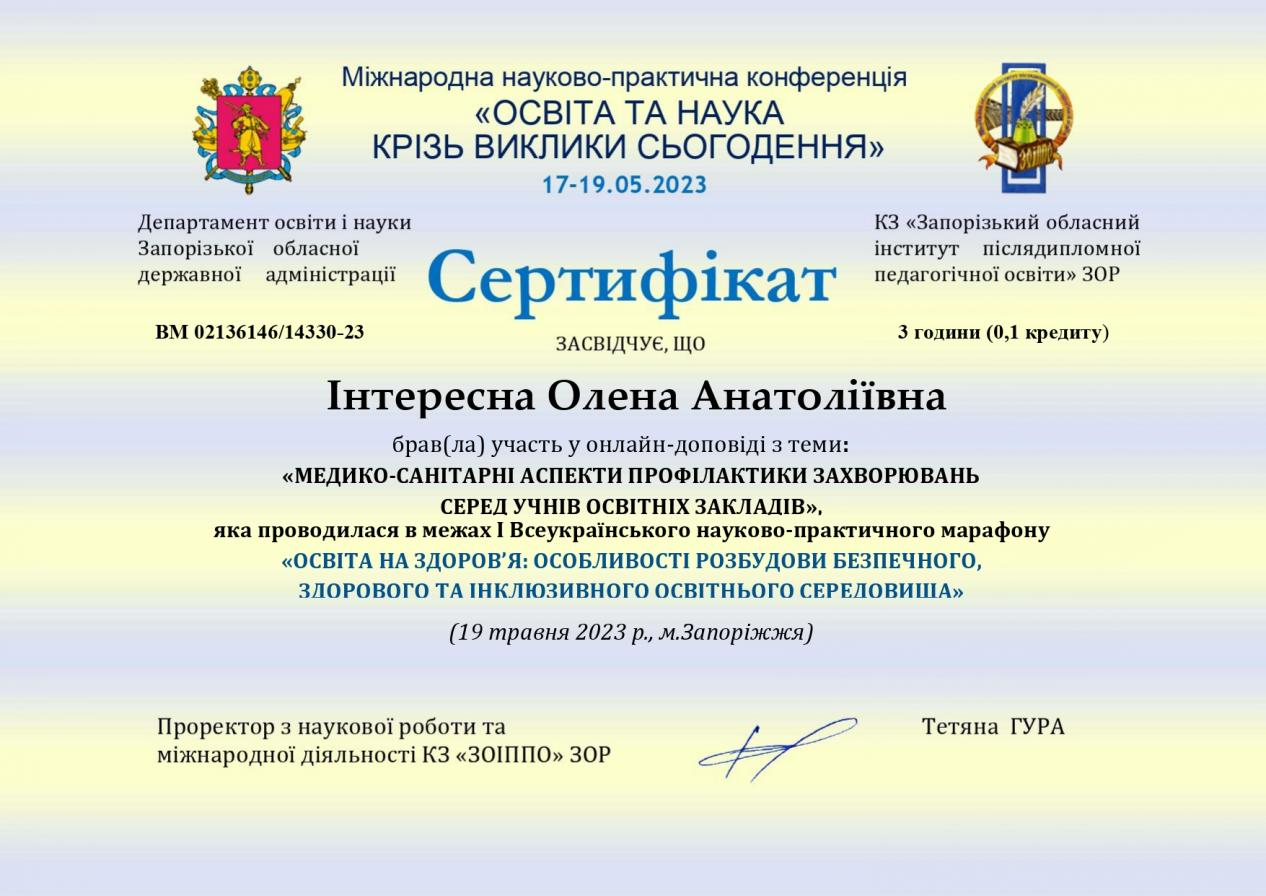 Міжнародна науково-практична конференція
«ОСВІТА ТА НАУКА
КРІЗЬ ВИКЛИКИ СЬОГОДЕННЯ»
17-19.05.2023
Департамент освіти і науки
Запорізької обласної
державної адміністрації
КЗ «Запорізький обласний
інститут післядипломної
педагогічної освіти» ЗОР
Сертифікат
ВМ 02136146/14330-23
3 години (0,1 кредиту)
ЗАСВІДЧУЄ, ЩО
Інтересна Олена Анатоліївна
брав(ла) участь у онлайн-доповіді з теми:
«МЕДИКО-САНІТАРНІ АСПЕКТИ ПРОФІЛАКТИКИ ЗАХВОРЮВАНЬ
СЕРЕД УЧНІВ ОСВІТНІХ ЗАКЛАДІВ»,
яка проводилася в межах І Всеукраїнського науково-практичного марафону
«ОСВІТА НА ЗДОРОВ’Я: ОСОБЛИВОСТІ РОЗБУДОВИ БЕЗПЕЧНОГО,
ЗДОРОВОГО ТА ІНКЛЮЗИВНОГО ОСВІТНЬОГО СЕРЕДОВИЩА»
(19 травня 2023 р., м.Запоріжжя)
Проректор з наукової роботи та
міжнародної діяльності КЗ «ЗОІППО» ЗОР
Тетяна ГУРА
ЗОІППО